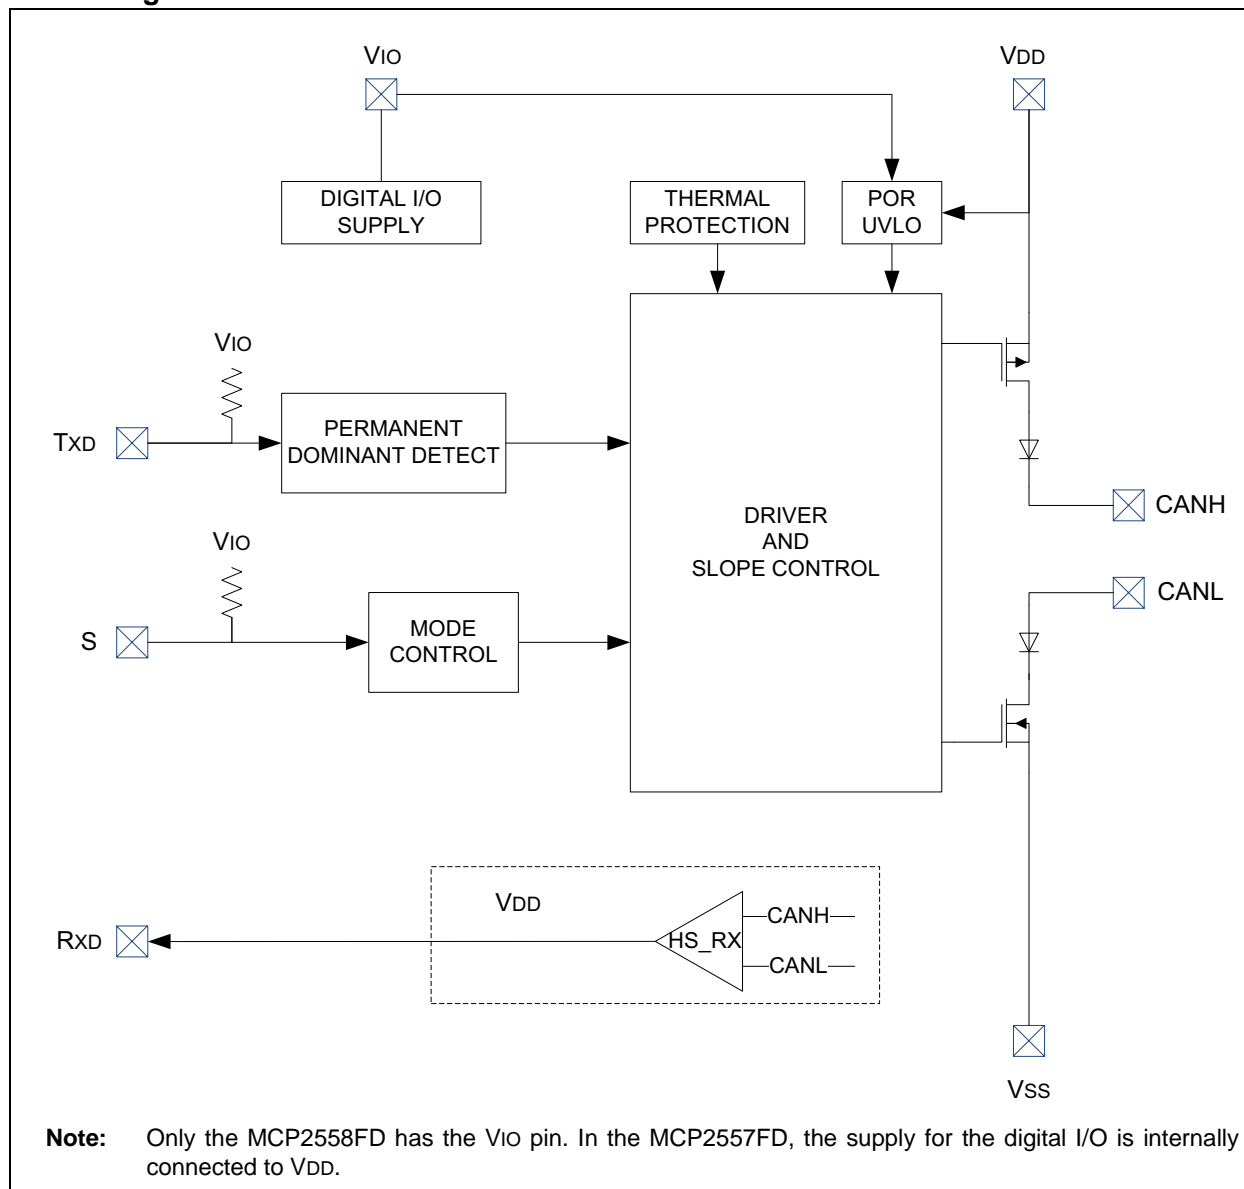 VIO
VDD
DIGITAL I/O
SUPPLY
THERMAL
PROTECTION
POR
UVLO
VIO
TXD
PERMANENT
DOMINANT DETECT
CANH
DRIVER
AND
SLOPE CONTROL
VIO
CANL
S
MODE
CONTROL
VDD
CANH
RXD
HS_RX
CANL
VSS
Note: Only the MCP2558FD has the VIO pin. In the MCP2557FD, the supply for the digital I/O is internally
connected to VDD.